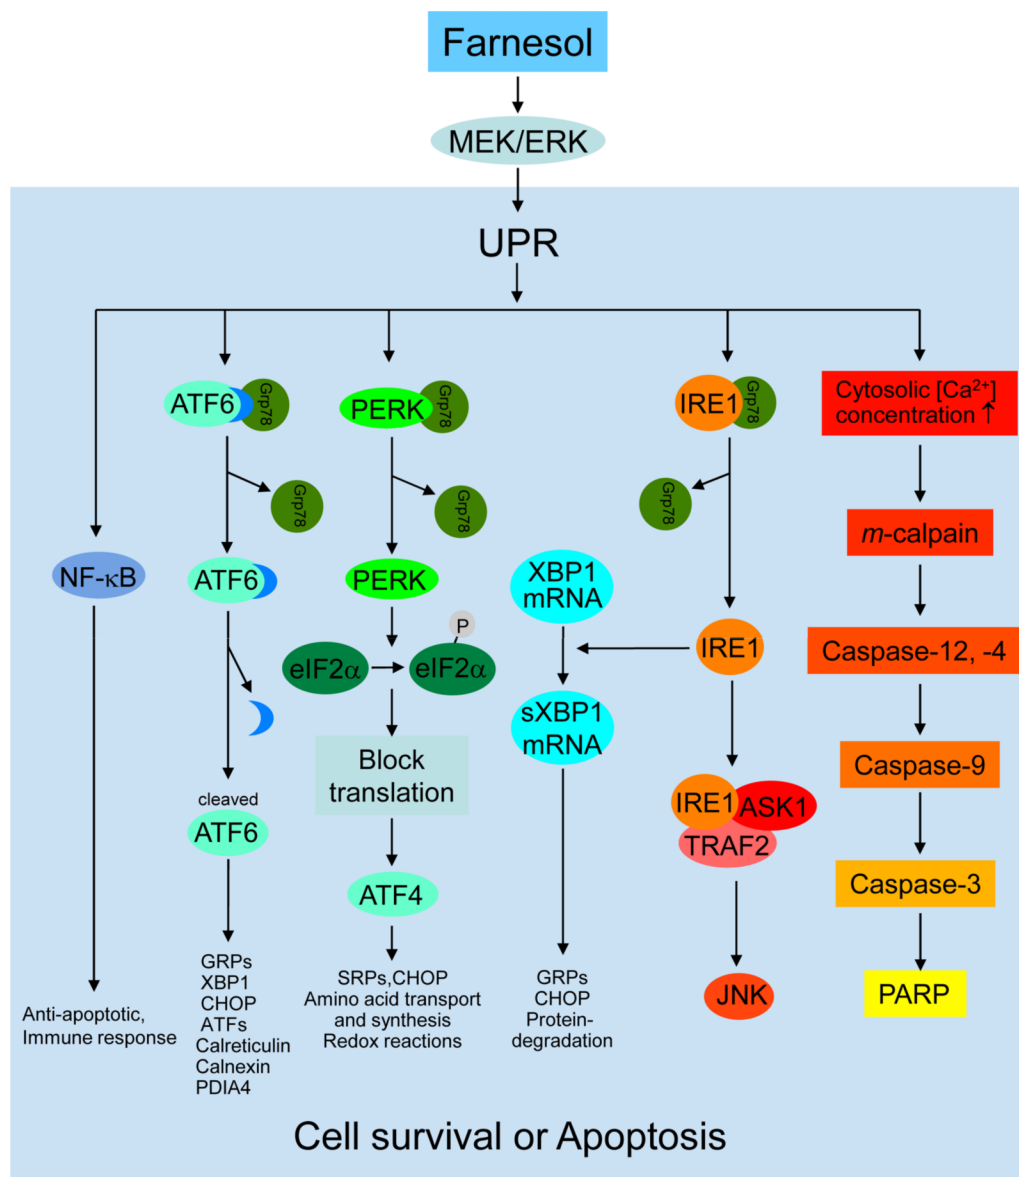 Farnesol
MEK/ERK
UPR
ATF6
Grp78
PERK
Grp78
IRE1
Grp78
Cytosolic [Ca²⁺]
concentration ↑
Grp78
Grp78
Grp78
m-calpain
NF-κB
ATF6
PERK
XBP1
mRNA
P
IRE1
Caspase-12, -4
eIF2α
eIF2α
sXBP1
mRNA
Block
translation
Caspase-9
cleaved
ATF6
IRE1
ASK1
TRAF2
Caspase-3
ATF4
GRPs
XBP1
CHOP
ATFs
Calreticulin
Calnexin
PDIA4
SRPs,CHOP
Amino acid transport
and synthesis
Redox reactions
GRPs
CHOP
Protein-
degradation
JNK
PARP
Anti-apoptotic,
Immune response
Cell survival or Apoptosis